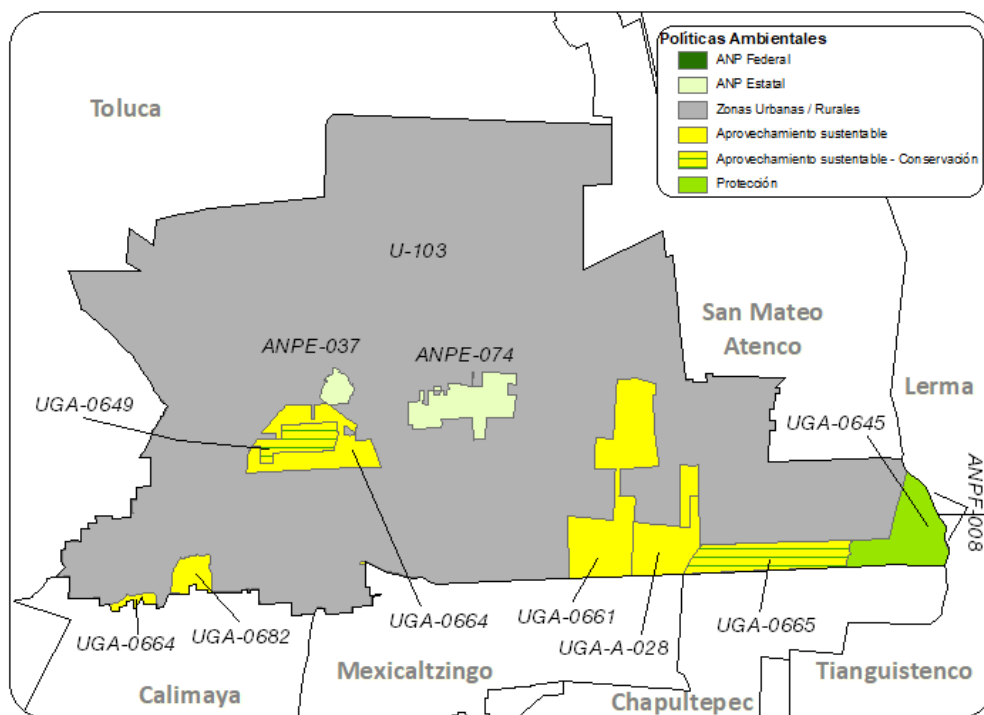 Políticas Ambientales
ANP Federal
ANP Estatal
Zonas Urbanas / Rurales
Aprovechamiento sustentable
Aprovechamiento sustentable - Conservación
Protección
Toluca
U-103
San Mateo
Atenco
ANPE-037
ANPE-074
Lerma
UGA-0649
UGA-0645
ANPF-008
UGA-0664
UGA-0682
UGA-0664
UGA-0661
UGA-A-028
UGA-0665
Mexicaltzingo
Tianguistenco
Calimaya
Chapultepec